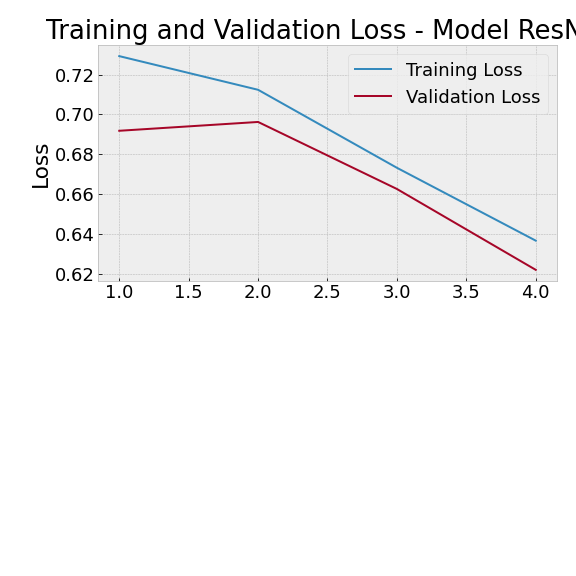 Training and Validation Loss - Model ResN
Training Loss
Validation Loss
Loss
0.72
0.70
0.68
0.66
0.64
0.62
1.0 1.5 2.0 2.5 3.0 3.5 4.0